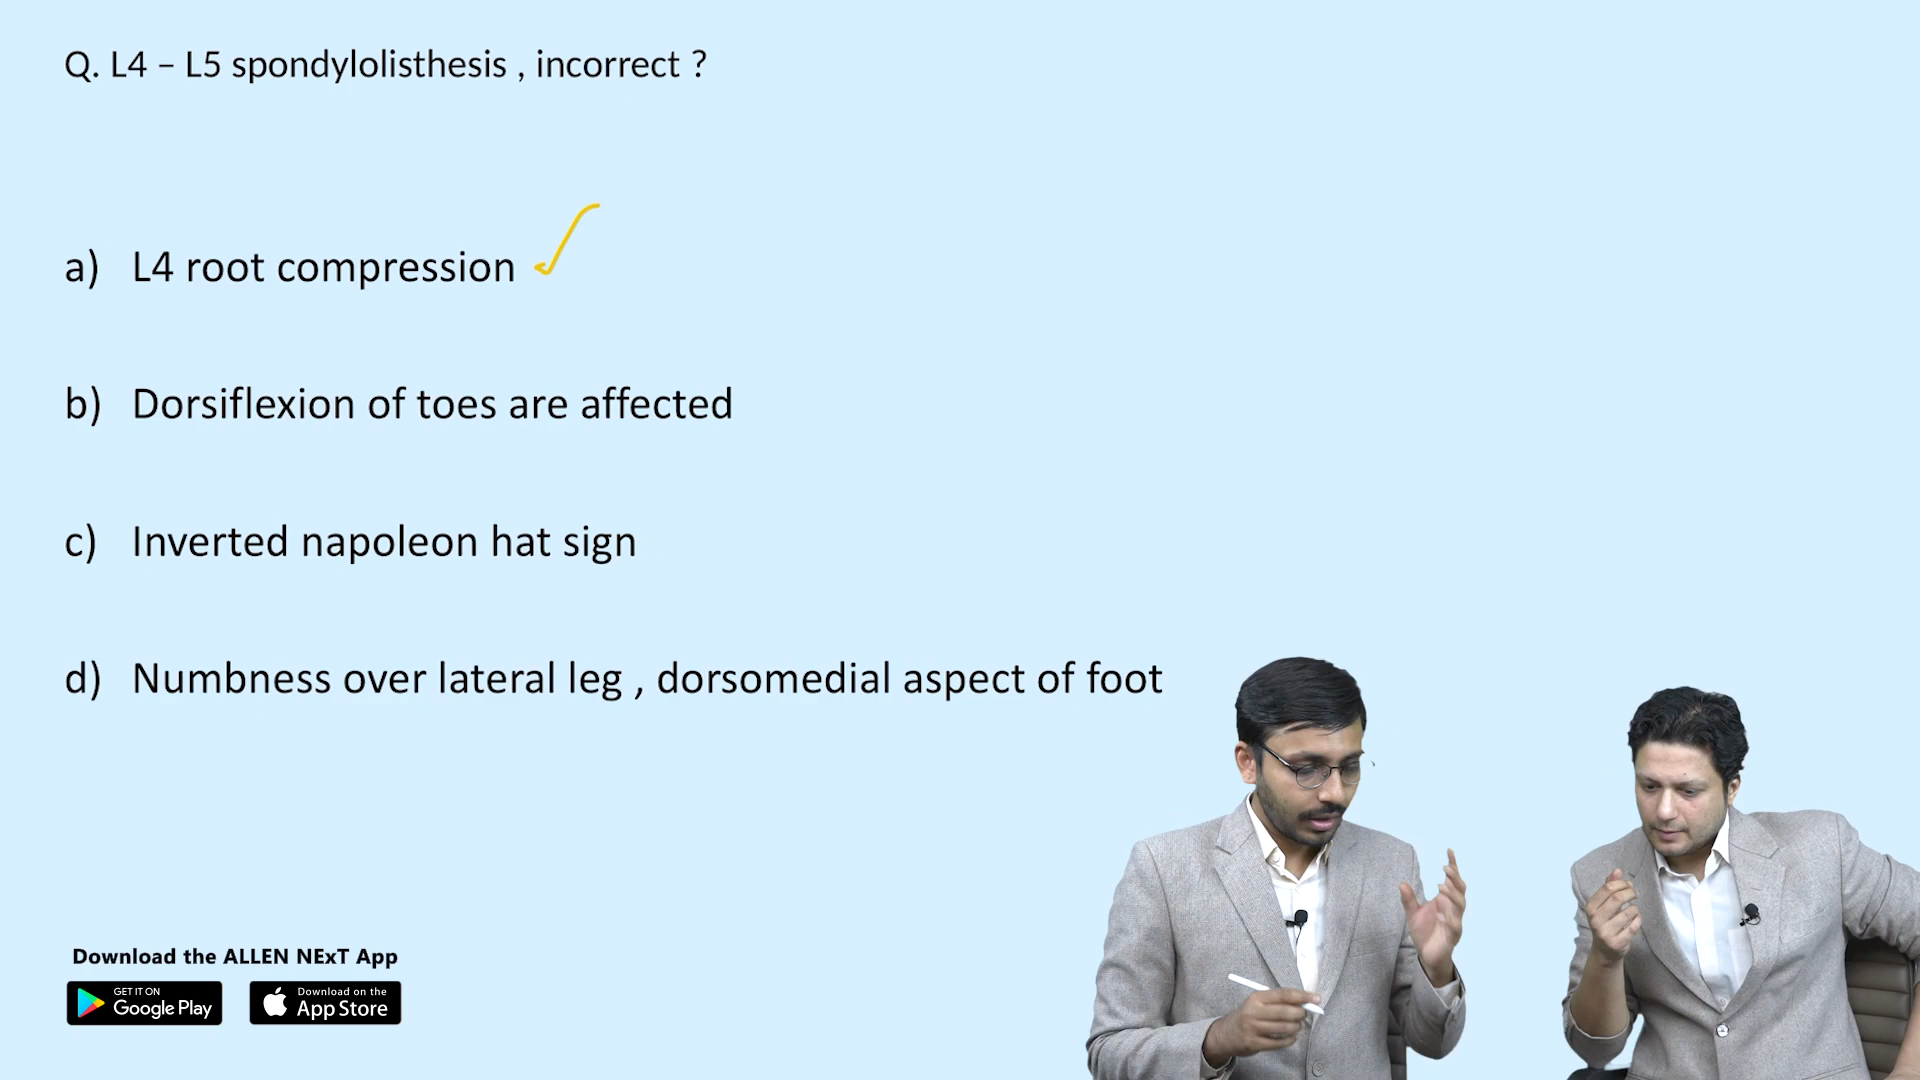 Q. L4 – L5 spondylolisthesis , incorrect ?
a) L4 root compression
b) Dorsiflexion of toes are affected
c) Inverted napoleon hat sign
d) Numbness over lateral leg , dorsomedial aspect of foot
Download the ALLEN NExT App
GET IT ON
Google Play
Download on the
App Store